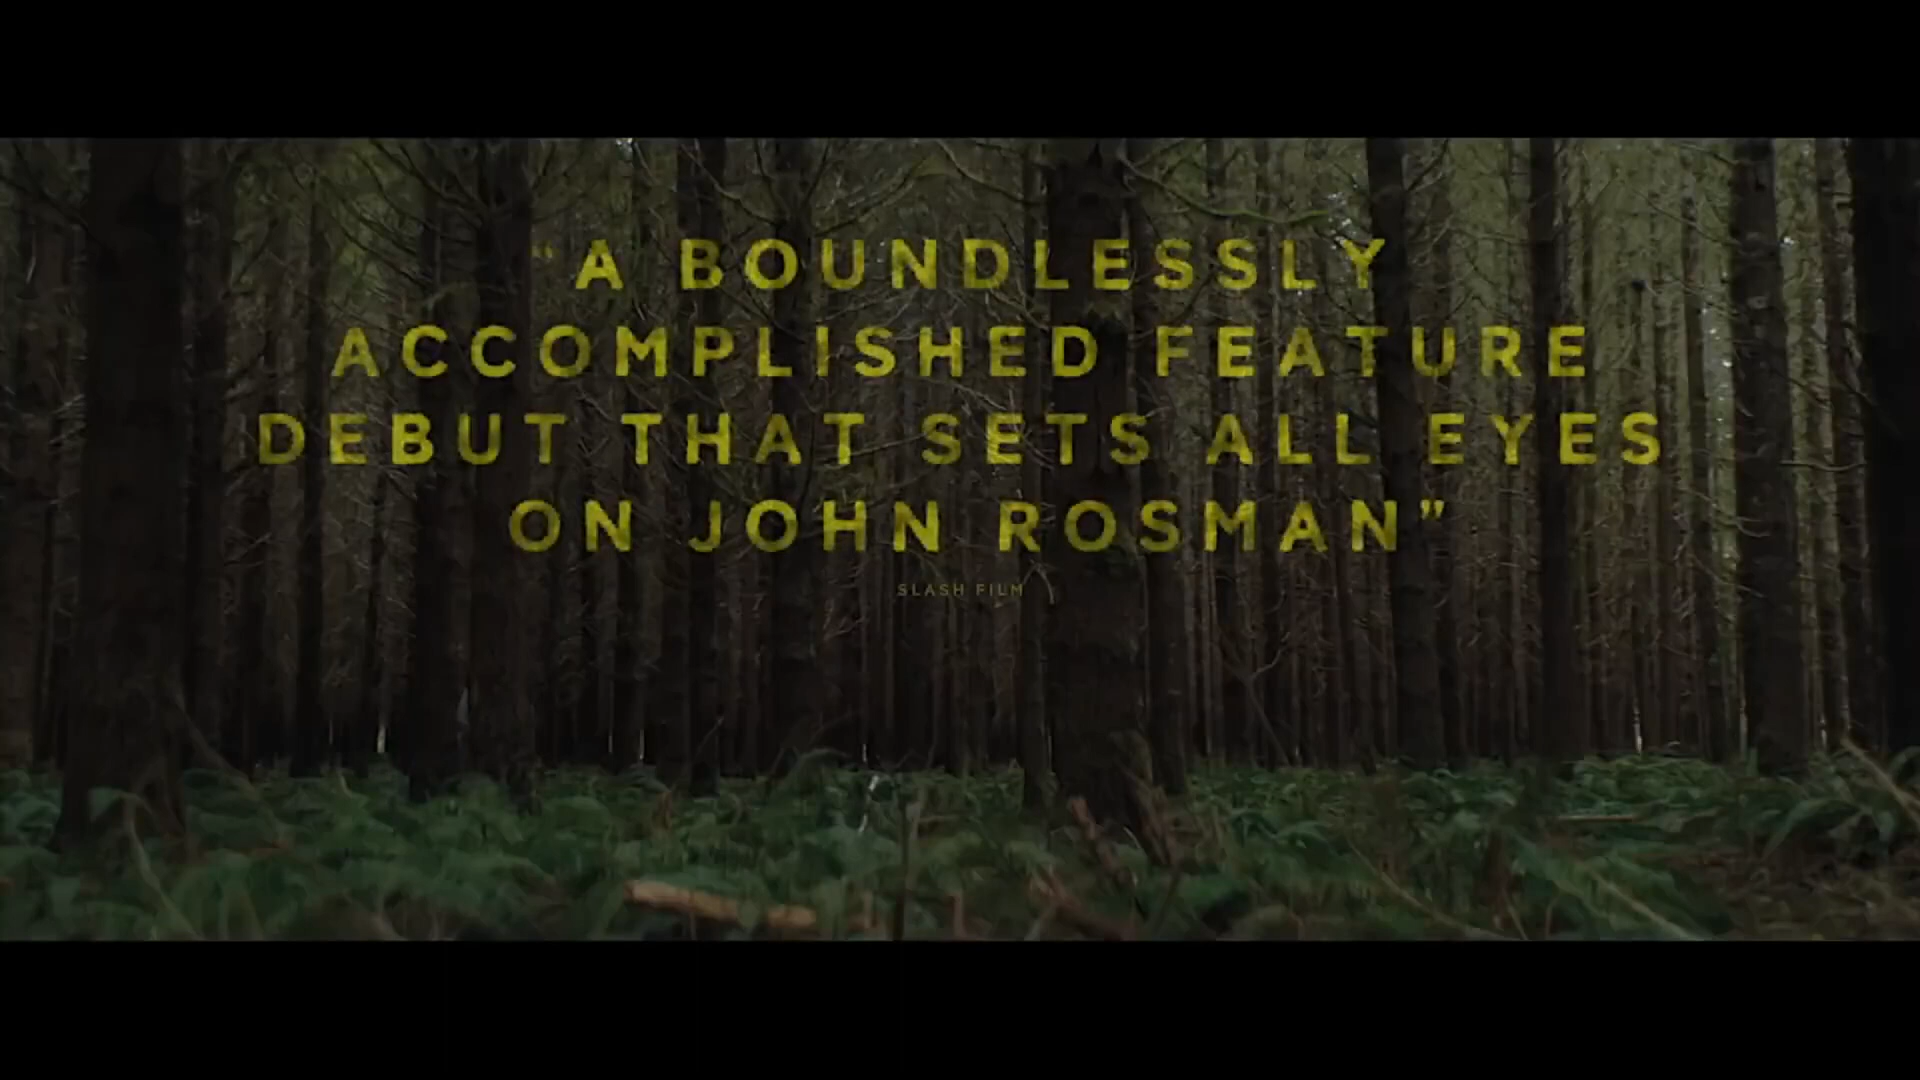 “A BOUNDLESSLY
ACCOMPLISHED FEATURE
DEBUT THAT SETS ALL EYES
ON JOHN ROSMAN”
SLASH FILM